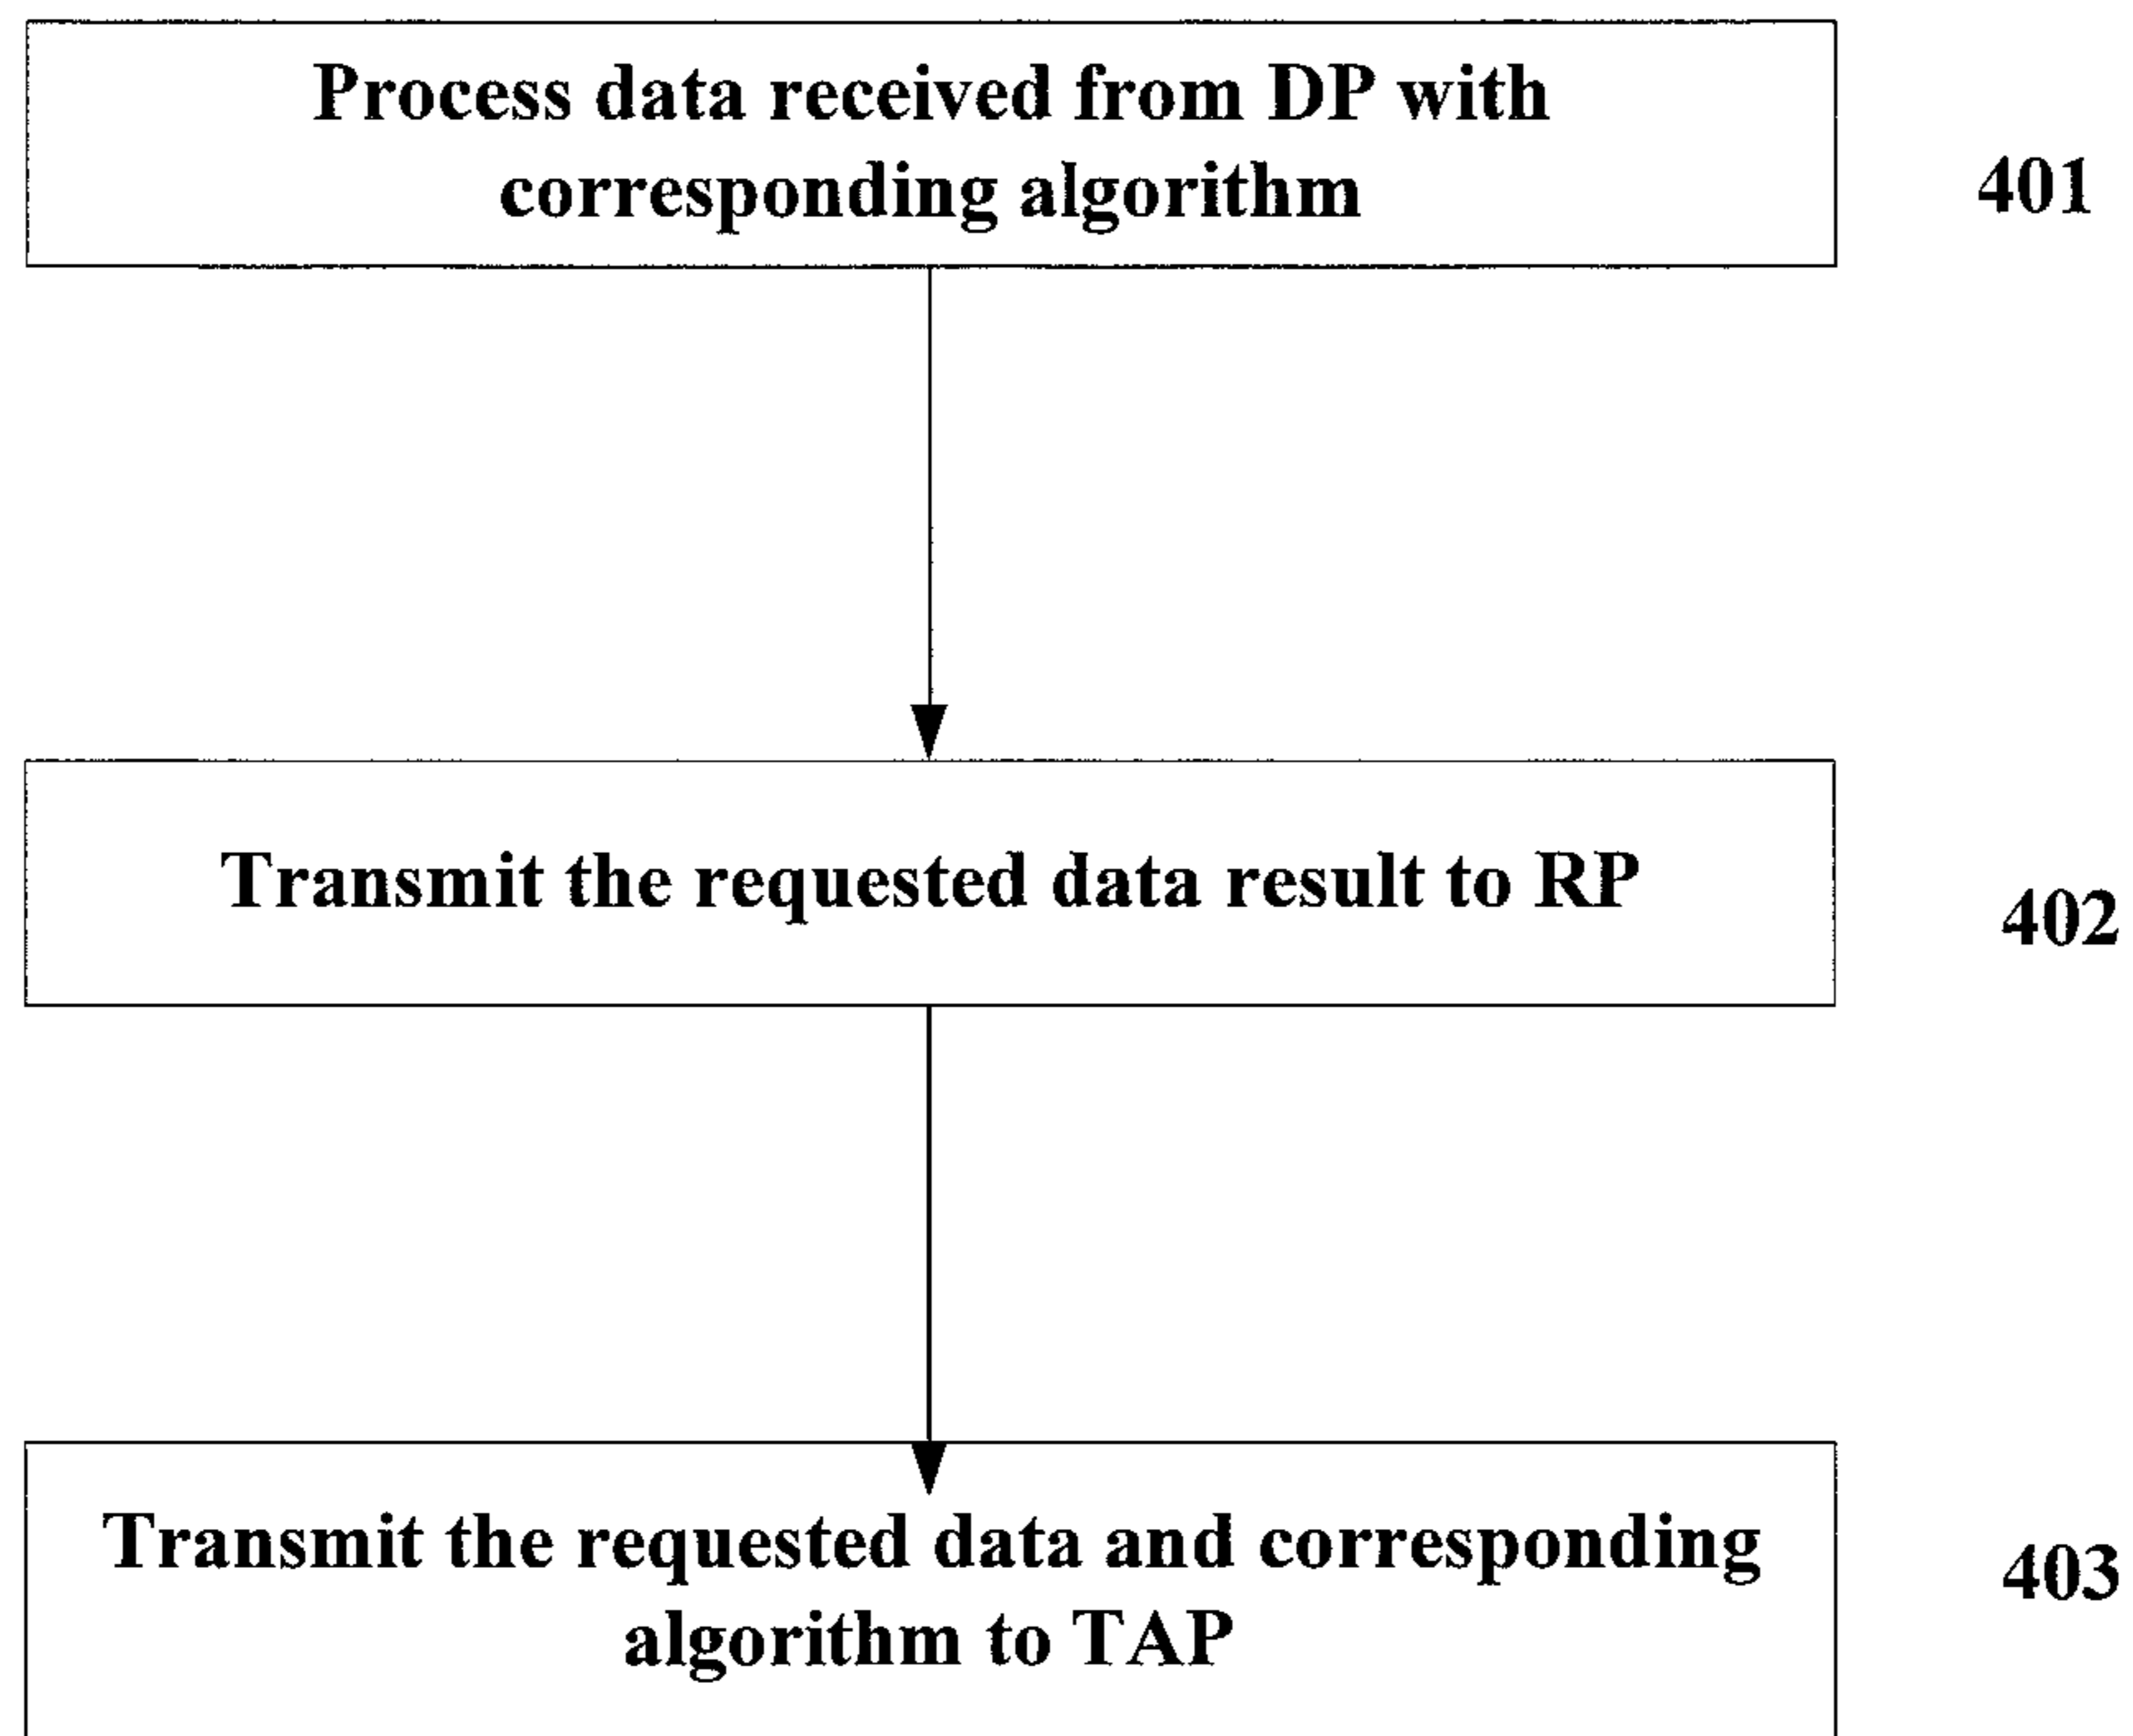 Process data received from DP with
corresponding algorithm
401
Transmit the requested data result to RP
402
Transmit the requested data and corresponding
algorithm to TAP
403